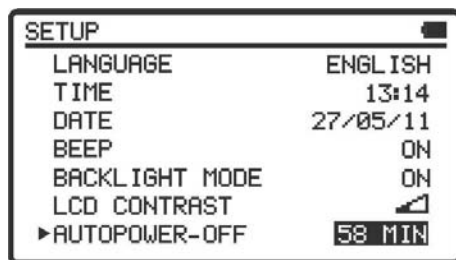 SETUP
LANGUAGE ENGLISH
TIME 13:14
DATE 27/05/11
BEEP ON
BACKLIGHT MODE ON
LCD CONTRAST
▶AUTOPOWER-OFF 58 MIN